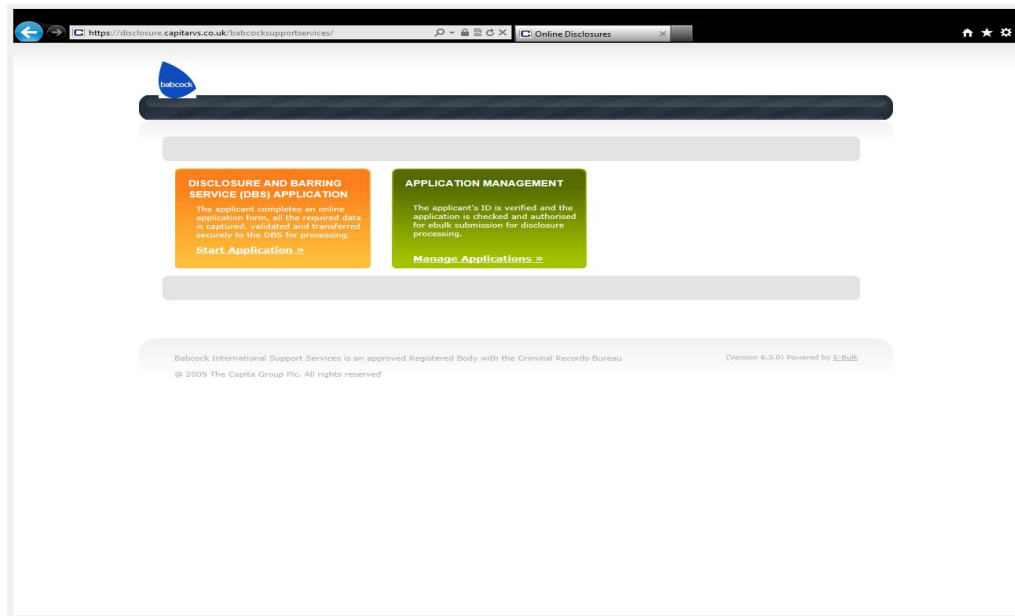 https://disclosure.capitarvs.co.uk/babcocksupportservices/
Online Disclosures
babcock
DISCLOSURE AND BARRING
SERVICE (DBS) APPLICATION
The applicant completes an online
application form, all the required data
is captured, validated and transferred
securely to the DBS for processing.
Start Application »
APPLICATION MANAGEMENT
The applicant's ID is verified and the
application is checked and authorised
for ebulk submission for disclosure
processing.
Manage Applications »
Babcock International Support Services is an approved Registered Body with the Criminal Records Bureau
(Version 6.3.0) Powered by E-Bulk
@ 2009 The Capita Group Plc. All rights reserved